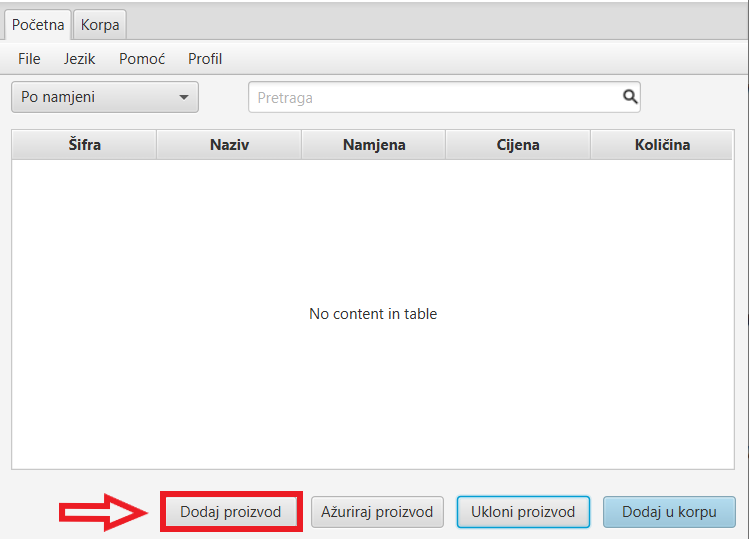 Početna Korpa
File Jezik Pomoć Profil
Po namjeni Pretraga
Šifra Naziv Namjena Cijena Količina
No content in table
Dodaj proizvod Ažuriraj proizvod Ukloni proizvod Dodaj u korpu